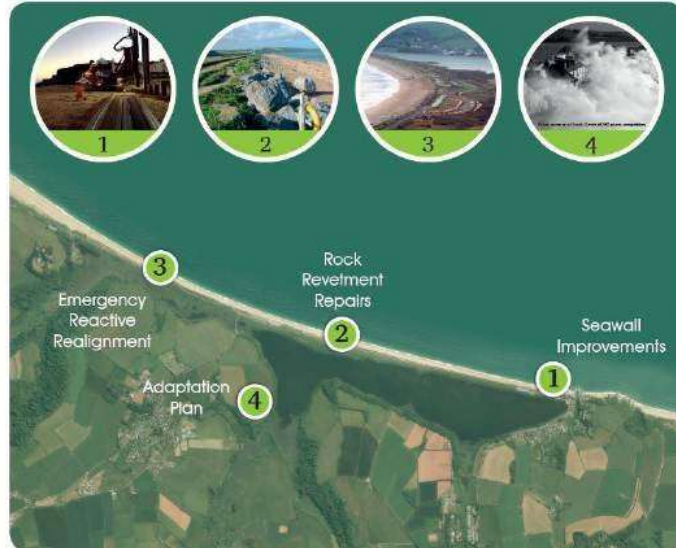 1
2
3
4
3
Rock
Revetment
Repairs
Emergency
Reactive
Realignment
2
Seawall
Improvements
1
Adaptation
Plan
4